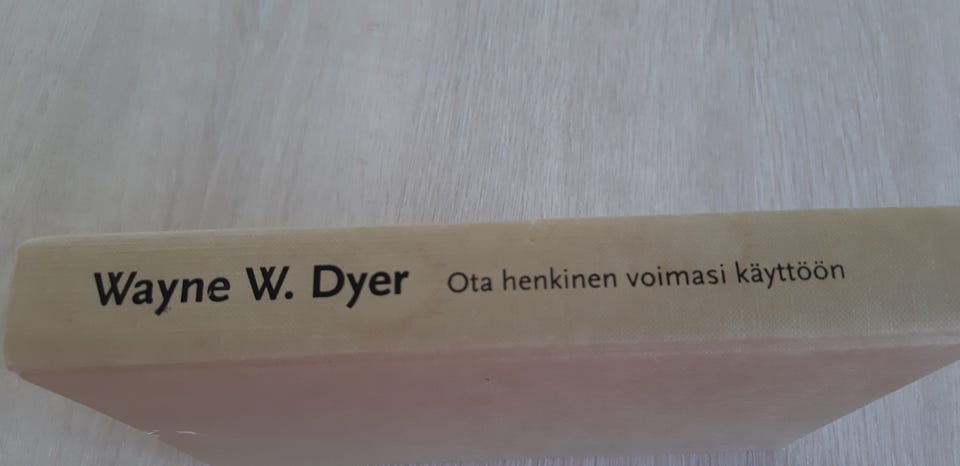 Wayne W. Dyer Ota henkinen voimasi käyttöön